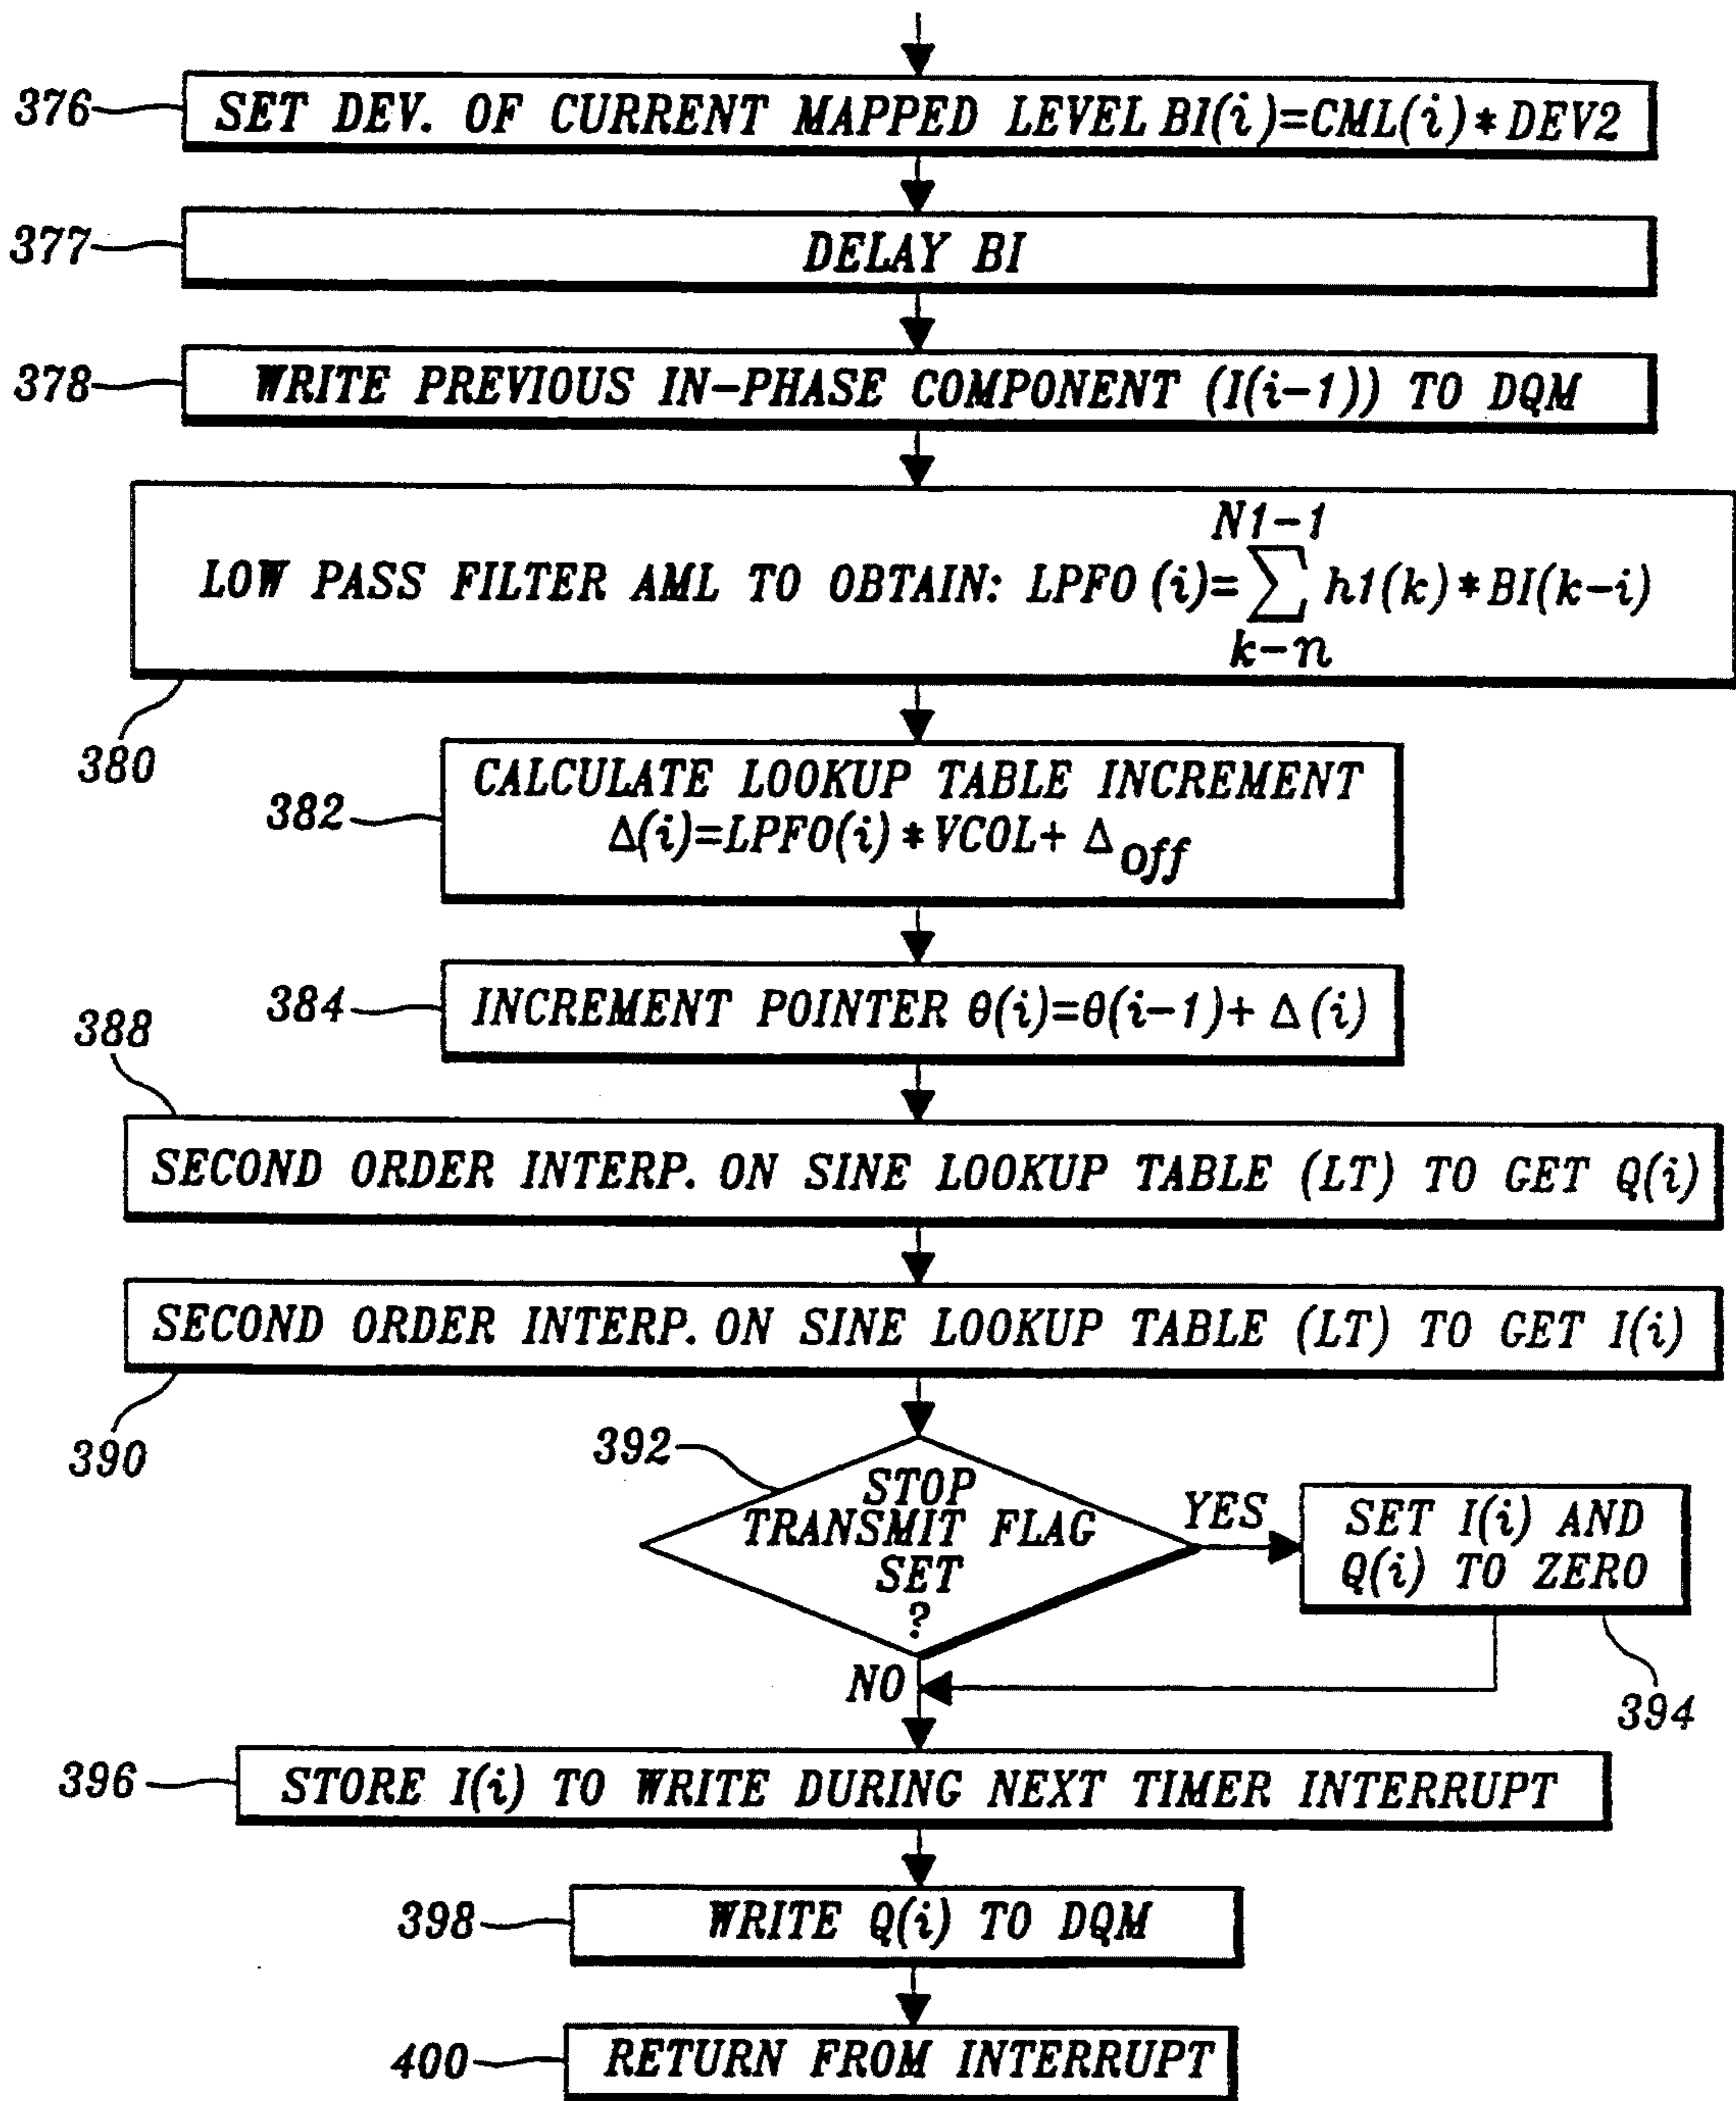 376 SET DEV. OF CURRENT MAPPED LEVEL BI(i)=CML(i)*DEV2
377 DELAY BI
378 WRITE PREVIOUS IN-PHASE COMPONENT (I(i-1)) TO DQM
N1-1
LOW PASS FILTER AML TO OBTAIN: LPFO (i)=∑ h1(k)*BI(k-i)
k-n
380
CALCULATE LOOKUP TABLE INCREMENT
382 Δ(i)=LPFO(i)*VCOL+ Δoff
384 INCREMENT POINTER θ(i)=θ(i-1)+ Δ(i)
388
SECOND ORDER INTERP. ON SINE LOOKUP TABLE (LT) TO GET Q(i)
SECOND ORDER INTERP. ON SINE LOOKUP TABLE (LT) TO GET I(i)
390
392
STOP
TRANSMIT FLAG
SET
?
YES
NO
SET I(i) AND
Q(i) TO ZERO
394
396 STORE I(i) TO WRITE DURING NEXT TIMER INTERRUPT
398 WRITE Q(i) TO DQM
400 RETURN FROM INTERRUPT